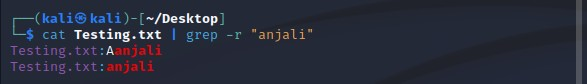 ┌──(kali㉿kali)-[~/Desktop]
└─$ cat Testing.txt | grep -r "anjali"
Testing.txt:Aanjali
Testing.txt:anjali